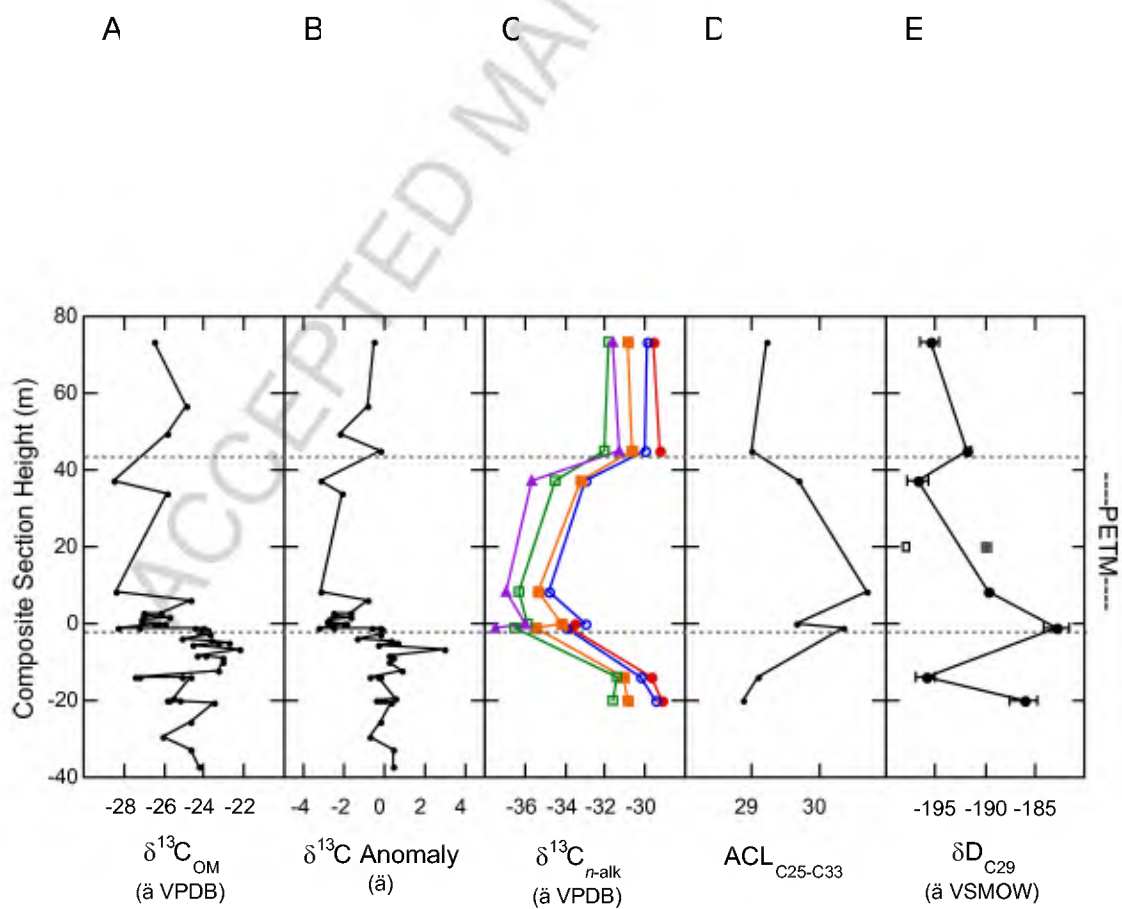 A B C D E
ACCEPTED MAN
80
60
40
20
0
-20
-40
Composite Section Height (m)
----PETM----
-28 -26 -24 -22
-4 -2 0 2 4
-36 -34 -32 -30
29 30
-195 -190 -185
δ13COM
(ä VPDB)
δ13C Anomaly
(ä)
δ13Cn-alk
(ä VPDB)
ACLC25-C33
δDC29
(ä VSMOW)